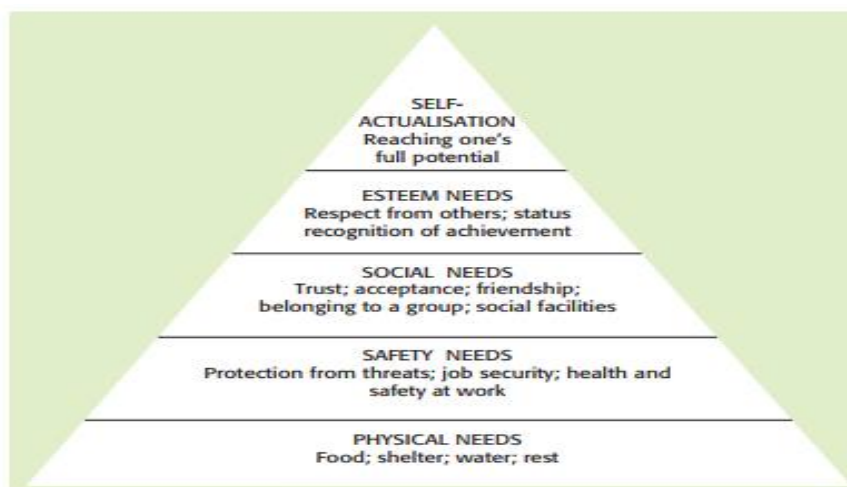 SELF-
ACTUALISATION
Reaching one's
full potential
ESTEEM NEEDS
Respect from others; status
recognition of achievement
SOCIAL NEEDS
Trust; acceptance; friendship;
belonging to a group; social facilities
SAFETY NEEDS
Protection from threats; job security; health and
safety at work
PHYSICAL NEEDS
Food; shelter; water; rest